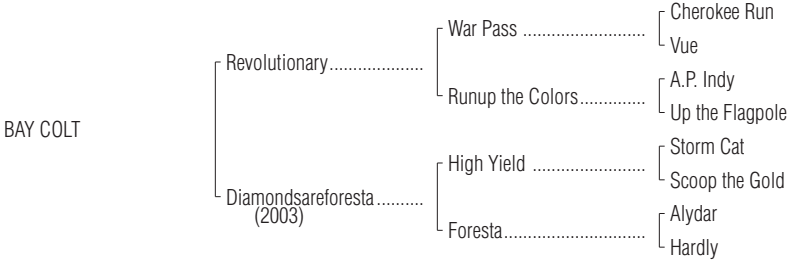 Cherokee Run
War Pass ..........................
Vue
Revolutionary....................
A.P. Indy
Runup the Colors..............
Up the Flagpole
BAY COLT
Storm Cat
High Yield ........................
Scoop the Gold
Diamondsareforesta..........
(2003)
Alydar
Foresta..............................
Hardly